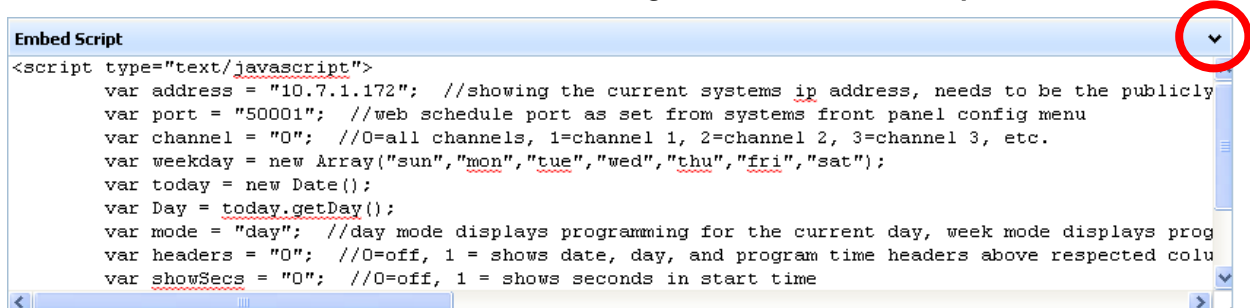 Embed Script
<script type="text/javascript">
var address = "10.7.1.172";  //showing the current systems ip address, needs to be the publicly
var port = "50001";  //web schedule port as set from systems front panel config menu
var channel = "0";  //0=all channels, 1=channel 1, 2=channel 2, 3=channel 3, etc.
var weekday = new Array("sun","mon","tue","wed","thu","fri","sat");
var today = new Date();
var Day = today.getDay();
var mode = "day";  //day mode displays programming for the current day, week mode displays prog
var headers = "0";  //0=off, 1 = shows date, day, and program time headers above respected colu
var showSecs = "0";  //0=off, 1 = shows seconds in start time